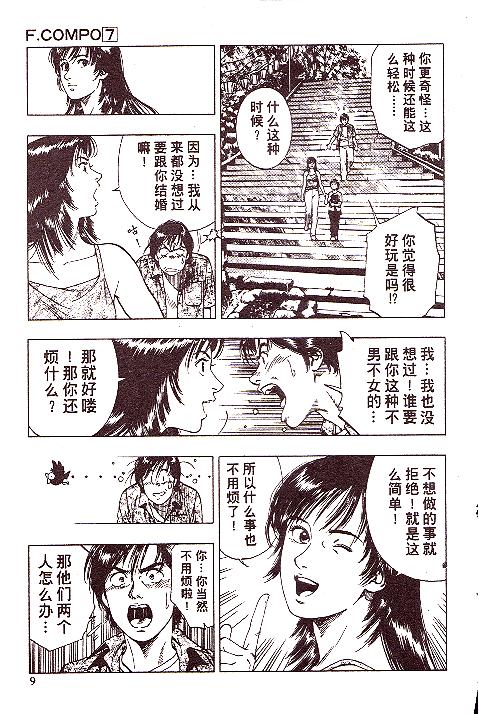 F.COMPO 7
你更奇怪…这
种时候还能这
么轻松……
什么这种
时候？
你觉得很
好玩是吗!?
因为…我从
来都没想过
要跟你结婚
嘛！
我…我也没
想过！谁要
跟你这种不
男不女的…
那就好喽
！那你还
烦什么？
不想做的事就
拒绝！就是这
么简单！
所以什么事也
不用烦了！
你…你当然
不用烦啦！
那他们两个
人怎么办…
9